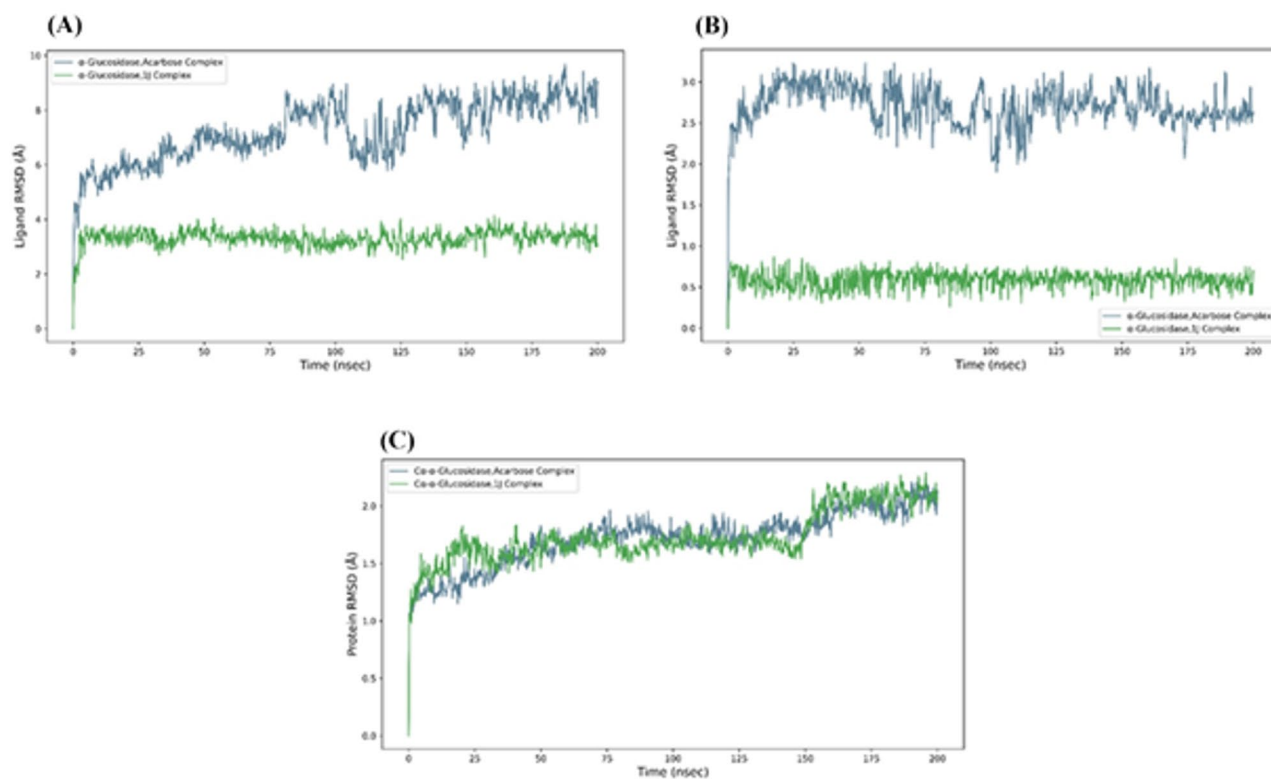 (A)
10
8
6
4
2
0
Ligand RMSD (Å)
α-Glucosidase,Acarbose Complex
α-Glucosidase,1J Complex
0 25 50 75 100 125 150 175 200
Time (nsec)
(B)
3.0
2.5
2.0
1.5
1.0
0.5
0.0
Ligand RMSD (Å)
α-Glucosidase,Acarbose Complex
α-Glucosidase,1J Complex
0 25 50 75 100 125 150 175 200
Time (nsec)
(C)
2.0
1.5
1.0
0.5
0.0
Protein RMSD (Å)
Cα-α-Glucosidase,Acarbose Complex
Cα-α-Glucosidase,1J Complex
0 25 50 75 100 125 150 175 200
Time (nsec)